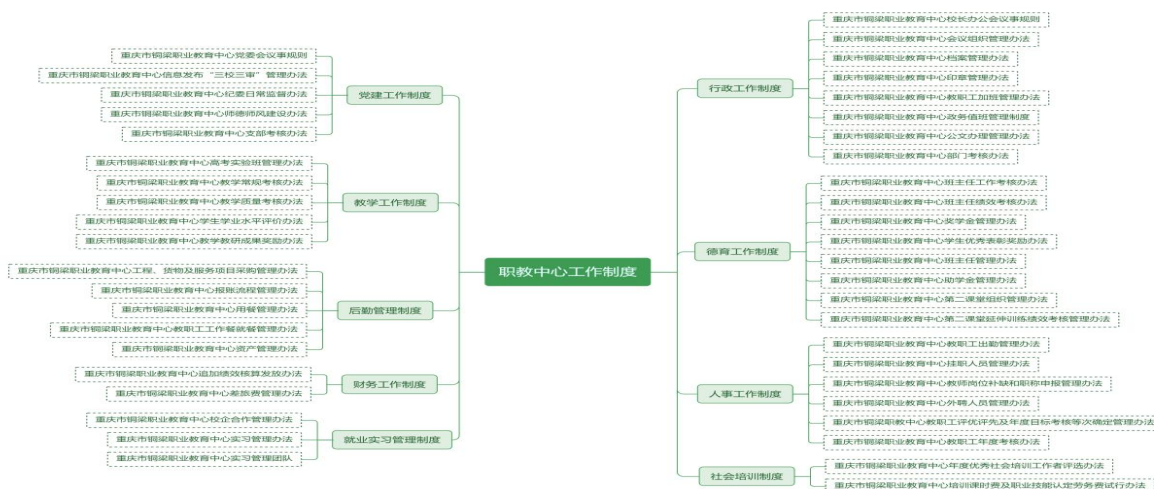 职教中心工作制度
党建工作制度
重庆市铜梁职业教育中心党委会议事规则
重庆市铜梁职业教育中心信息发布“三校三审”管理办法
重庆市铜梁职业教育中心纪委日常监督办法
重庆市铜梁职业教育中心师德师风建设办法
重庆市铜梁职业教育中心支部考核办法
教学工作制度
重庆市铜梁职业教育中心高考实验班管理办法
重庆市铜梁职业教育中心教学常规考核办法
重庆市铜梁职业教育中心教学质量考核办法
重庆市铜梁职业教育中心学生学业水平评价办法
重庆市铜梁职业教育中心教学教研成果奖励办法
后勤管理制度
重庆市铜梁职业教育中心工程、货物及服务项目采购管理办法
重庆市铜梁职业教育中心报账流程管理办法
重庆市铜梁职业教育中心用餐管理办法
重庆市铜梁职业教育中心教职工工作餐就餐管理办法
重庆市铜梁职业教育中心资产管理办法
财务工作制度
重庆市铜梁职业教育中心追加绩效核算发放办法
重庆市铜梁职业教育中心差旅费管理办法
就业实习管理制度
重庆市铜梁职业教育中心校企合作管理办法
重庆市铜梁职业教育中心实习管理办法
重庆市铜梁职业教育中心实习管理团队
行政工作制度
重庆市铜梁职业教育中心校长办公会议事规则
重庆市铜梁职业教育中心会议组织管理办法
重庆市铜梁职业教育中心档案管理办法
重庆市铜梁职业教育中心印章管理办法
重庆市铜梁职业教育中心教职工加班管理办法
重庆市铜梁职业教育中心政务值班管理制度
重庆市铜梁职业教育中心公文办理管理办法
重庆市铜梁职业教育中心部门考核办法
德育工作制度
重庆市铜梁职业教育中心班主任工作考核办法
重庆市铜梁职业教育中心班主任绩效考核办法
重庆市铜梁职业教育中心奖学金管理办法
重庆市铜梁职业教育中心学生优秀表彰奖励办法
重庆市铜梁职业教育中心班主任管理办法
重庆市铜梁职业教育中心助学金管理办法
重庆市铜梁职业教育中心第二课堂组织管理办法
重庆市铜梁职业教育中心第二课堂延伸训练绩效考核管理办法
人事工作制度
重庆市铜梁职业教育中心教职工出勤管理办法
重庆市铜梁职业教育中心挂职人员管理办法
重庆市铜梁职业教育中心教师岗位补缺和职称申报管理办法
重庆市铜梁职业教育中心外聘人员管理办法
重庆市铜梁职教中心教职工评优评先及年度目标考核等次确定管理办法
重庆市铜梁职业教育中心教职工年度考核办法
社会培训制度
重庆市铜梁职业教育中心年度优秀社会培训工作者评选办法
重庆市铜梁职业教育中心培训课时费及职业技能认定劳务费试行办法